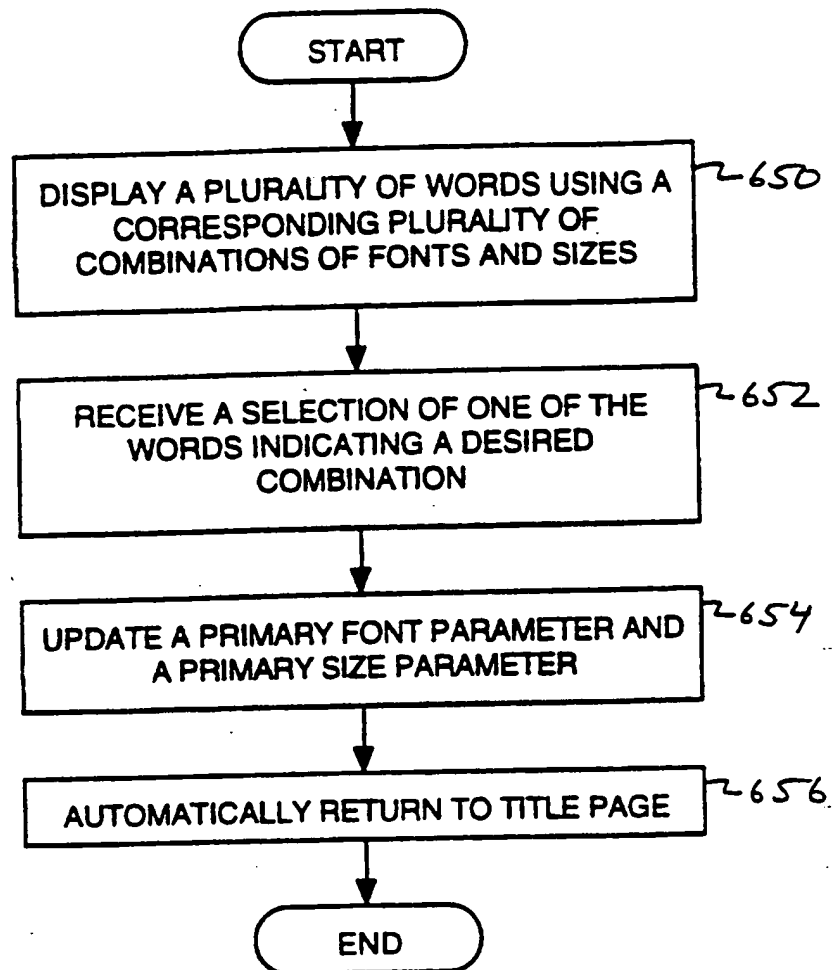 START
DISPLAY A PLURALITY OF WORDS USING A
CORRESPONDING PLURALITY OF
COMBINATIONS OF FONTS AND SIZES
650
RECEIVE A SELECTION OF ONE OF THE
WORDS INDICATING A DESIRED
COMBINATION
652
UPDATE A PRIMARY FONT PARAMETER AND
A PRIMARY SIZE PARAMETER
654
AUTOMATICALLY RETURN TO TITLE PAGE
656
END